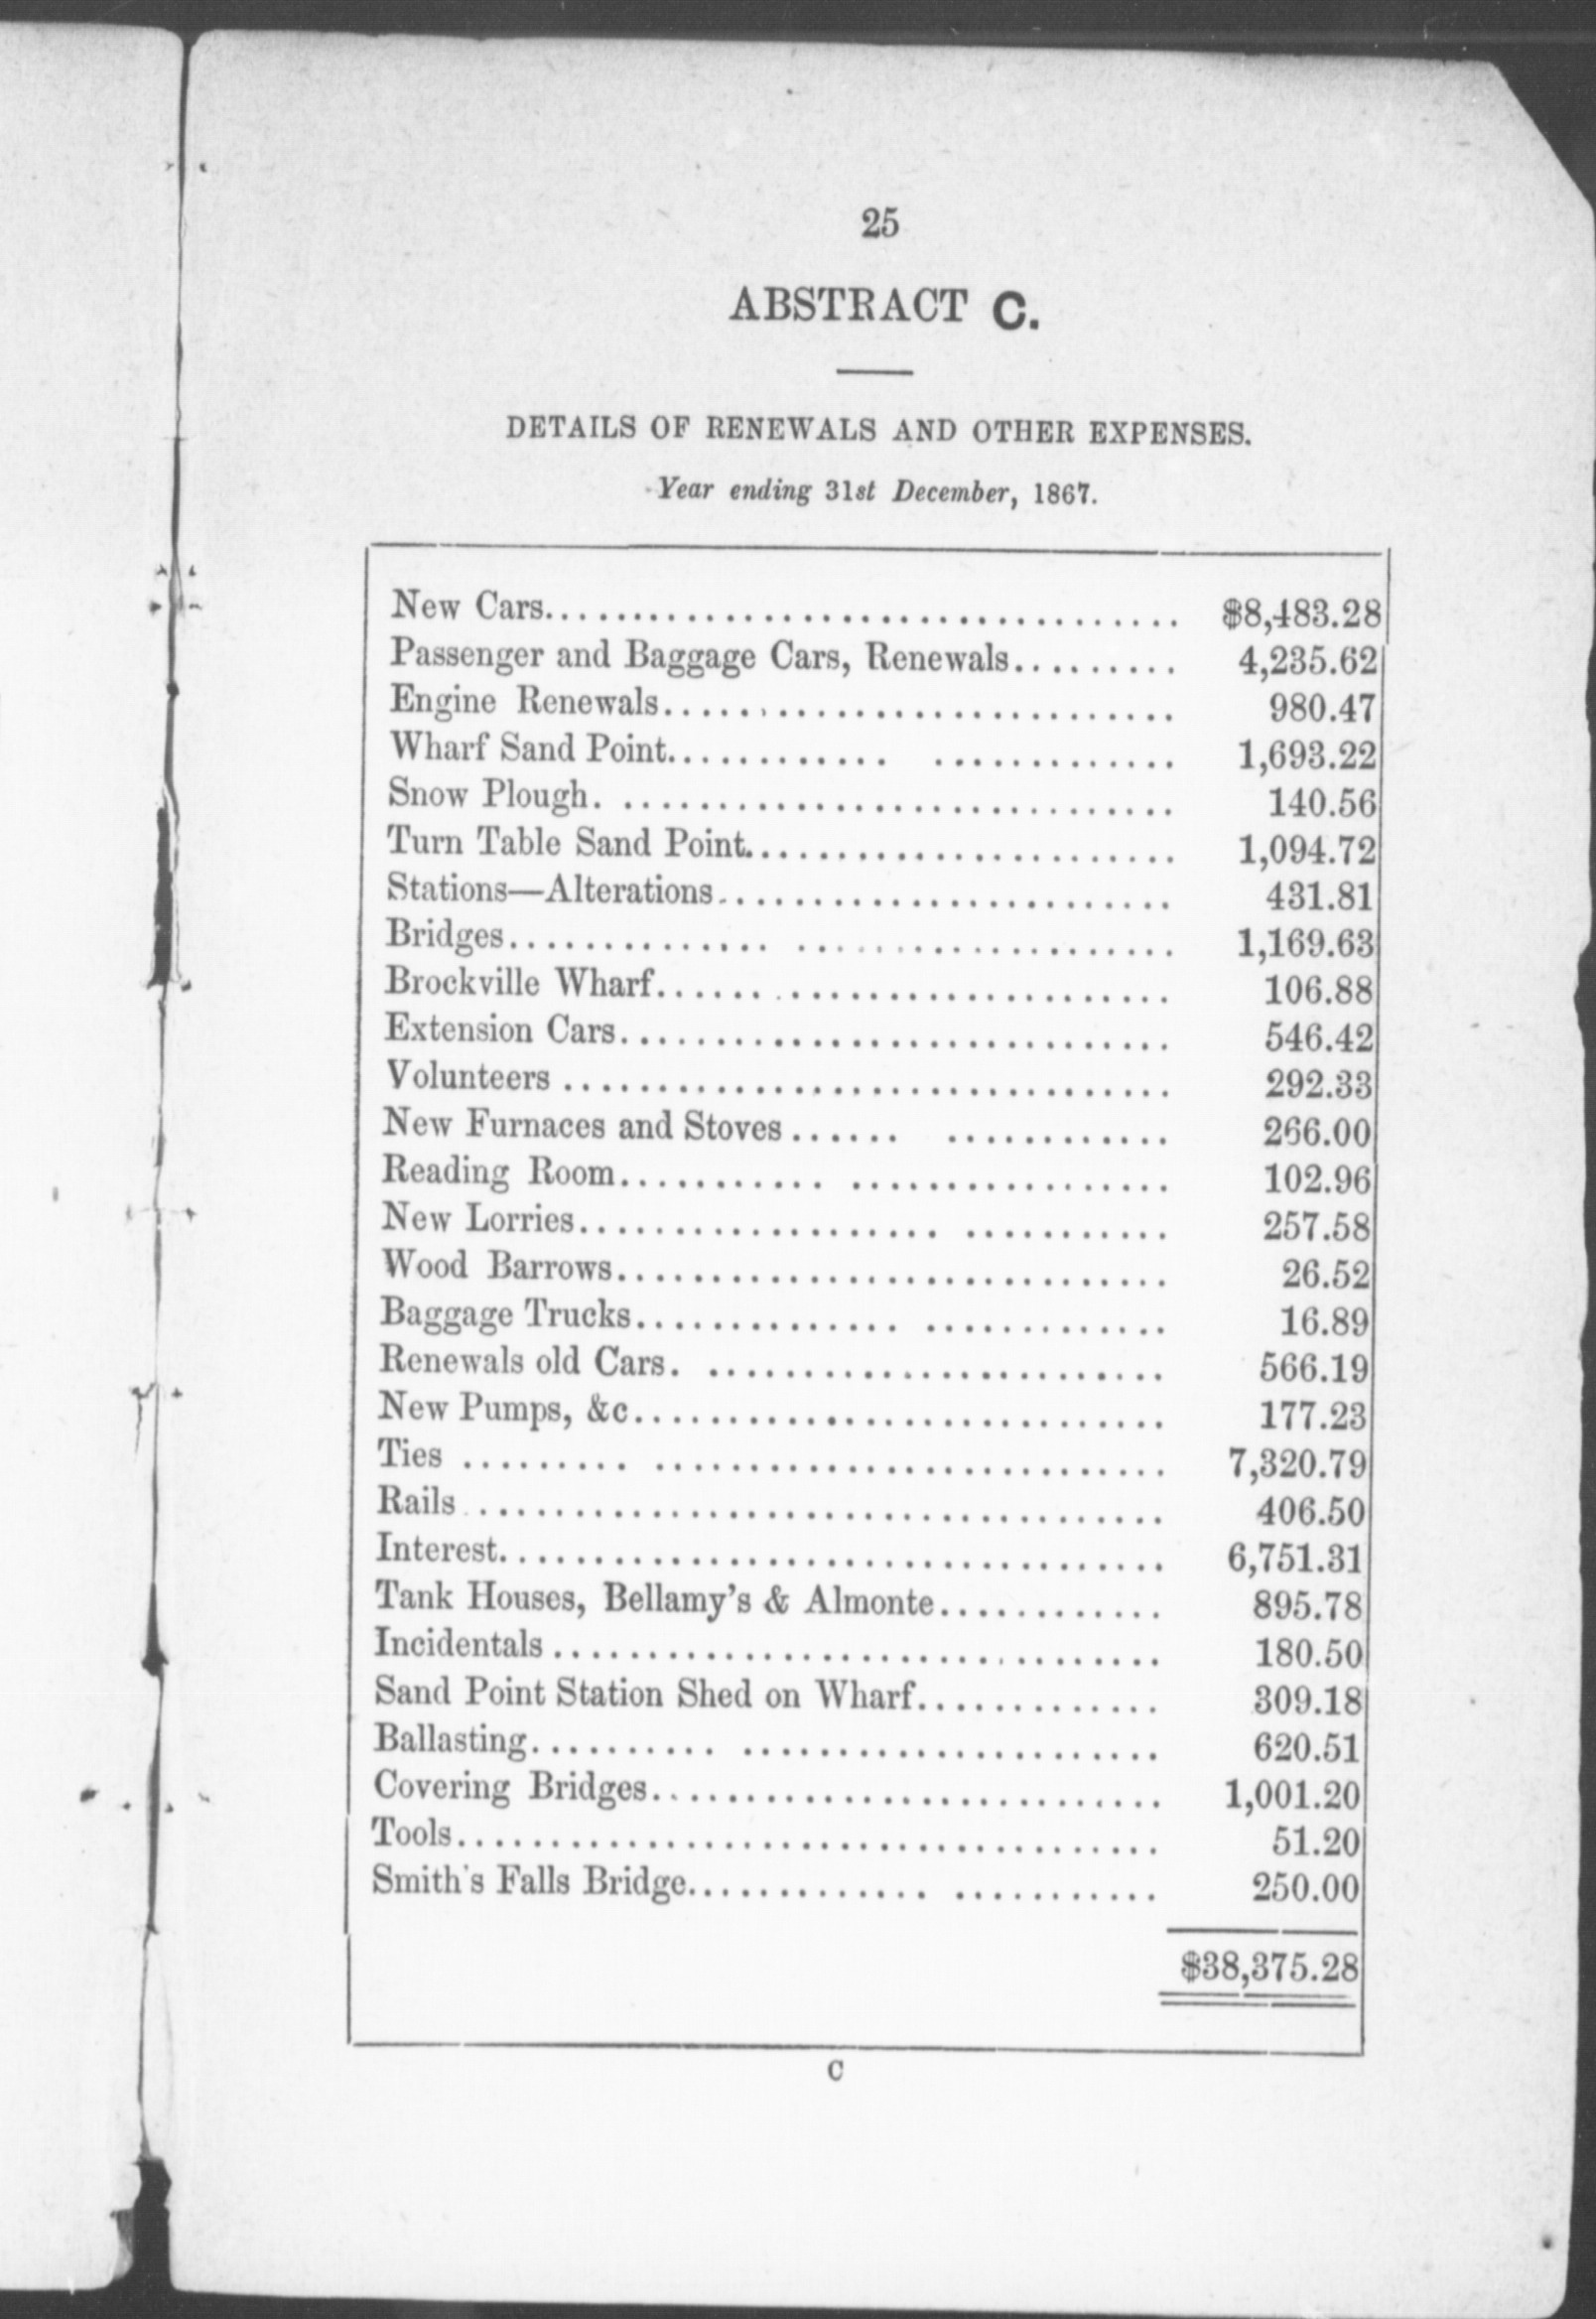 25
ABSTRACT C.
DETAILS OF RENEWALS AND OTHER EXPENSES.
Year ending 31st December, 1867.
New Cars $8,483.28
Passenger and Baggage Cars, Renewals 4,235.62
Engine Renewals 980.47
Wharf Sand Point 1,693.22
Snow Plough 140.56
Turn Table Sand Point 1,094.72
Stations—Alterations 431.81
Bridges 1,169.63
Brockville Wharf 106.88
Extension Cars 546.42
Volunteers 292.33
New Furnaces and Stoves 266.00
Reading Room 102.96
New Lorries 257.58
Wood Barrows 26.52
Baggage Trucks 16.89
Renewals old Cars 566.19
New Pumps, &c 177.23
Ties 7,320.79
Rails 406.50
Interest 6,751.31
Tank Houses, Bellamy's & Almonte 895.78
Incidentals 180.50
Sand Point Station Shed on Wharf 309.18
Ballasting 620.51
Covering Bridges 1,001.20
Tools 51.20
Smith's Falls Bridge 250.00
$38,375.28
C